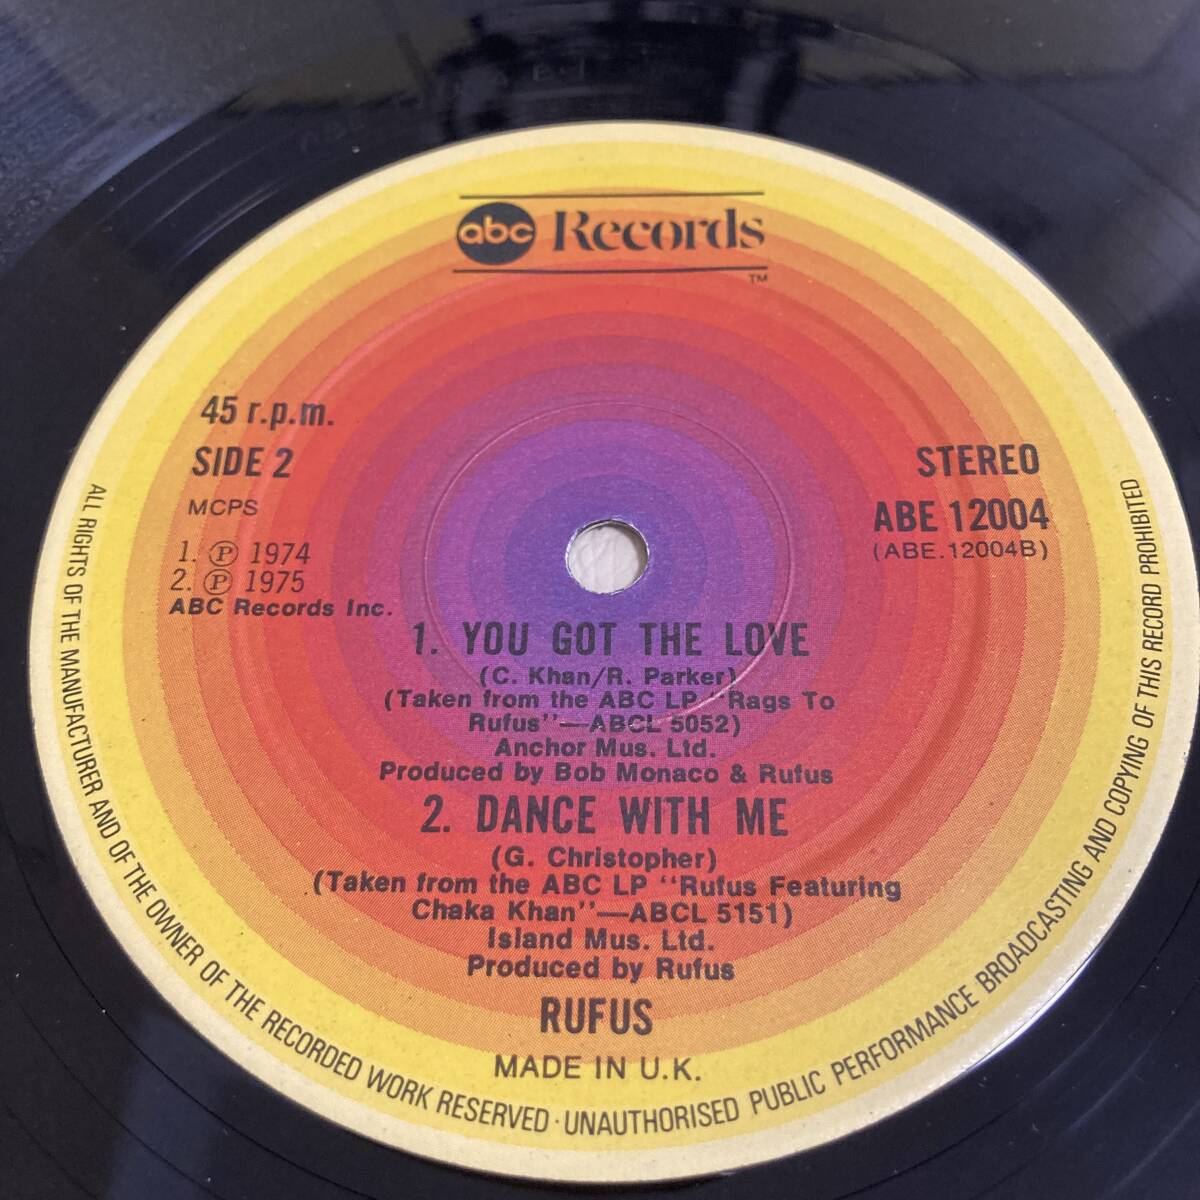 abc Records
TM
45 r.p.m.
SIDE 2
MCPS
1. Ⓟ 1974
2. Ⓟ 1975
ABC Records Inc.
STEREO
ABE 12004
(ABE.12004B)
1. YOU GOT THE LOVE
(C. Khan/R. Parker)
(Taken from the ABC LP "Rags To
Rufus"—ABCL 5052)
Anchor Mus. Ltd.
Produced by Bob Monaco & Rufus
2. DANCE WITH ME
(G. Christopher)
(Taken from the ABC LP "Rufus Featuring
Chaka Khan"—ABCL 5151)
Island Mus. Ltd.
Produced by Rufus
RUFUS
MADE IN U.K.
ALL RIGHTS OF THE MANUFACTURER AND OF THE OWNER OF THE RECORDED WORK RESERVED · UNAUTHORISED PUBLIC PERFORMANCE BROADCASTING AND COPYING OF THIS RECORD PROHIBITED